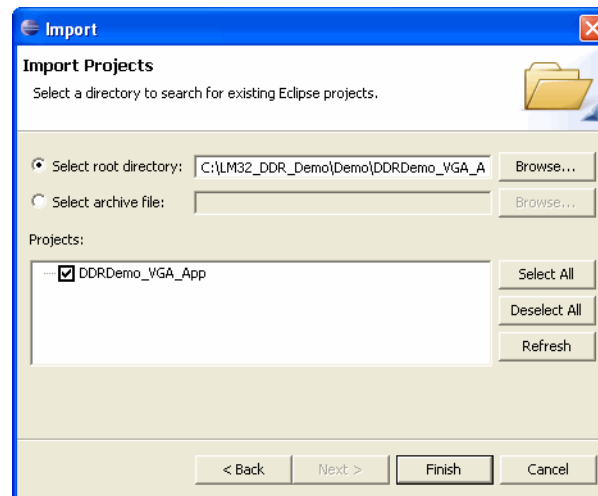 Import
Import Projects
Select a directory to search for existing Eclipse projects.
Select root directory: C:\LM32_DDR_Demo\Demo\DDRDemo_VGA_A Browse...
Select archive file: Browse...
Projects:
DDRDemo_VGA_App
Select All
Deselect All
Refresh
< Back Next > Finish Cancel